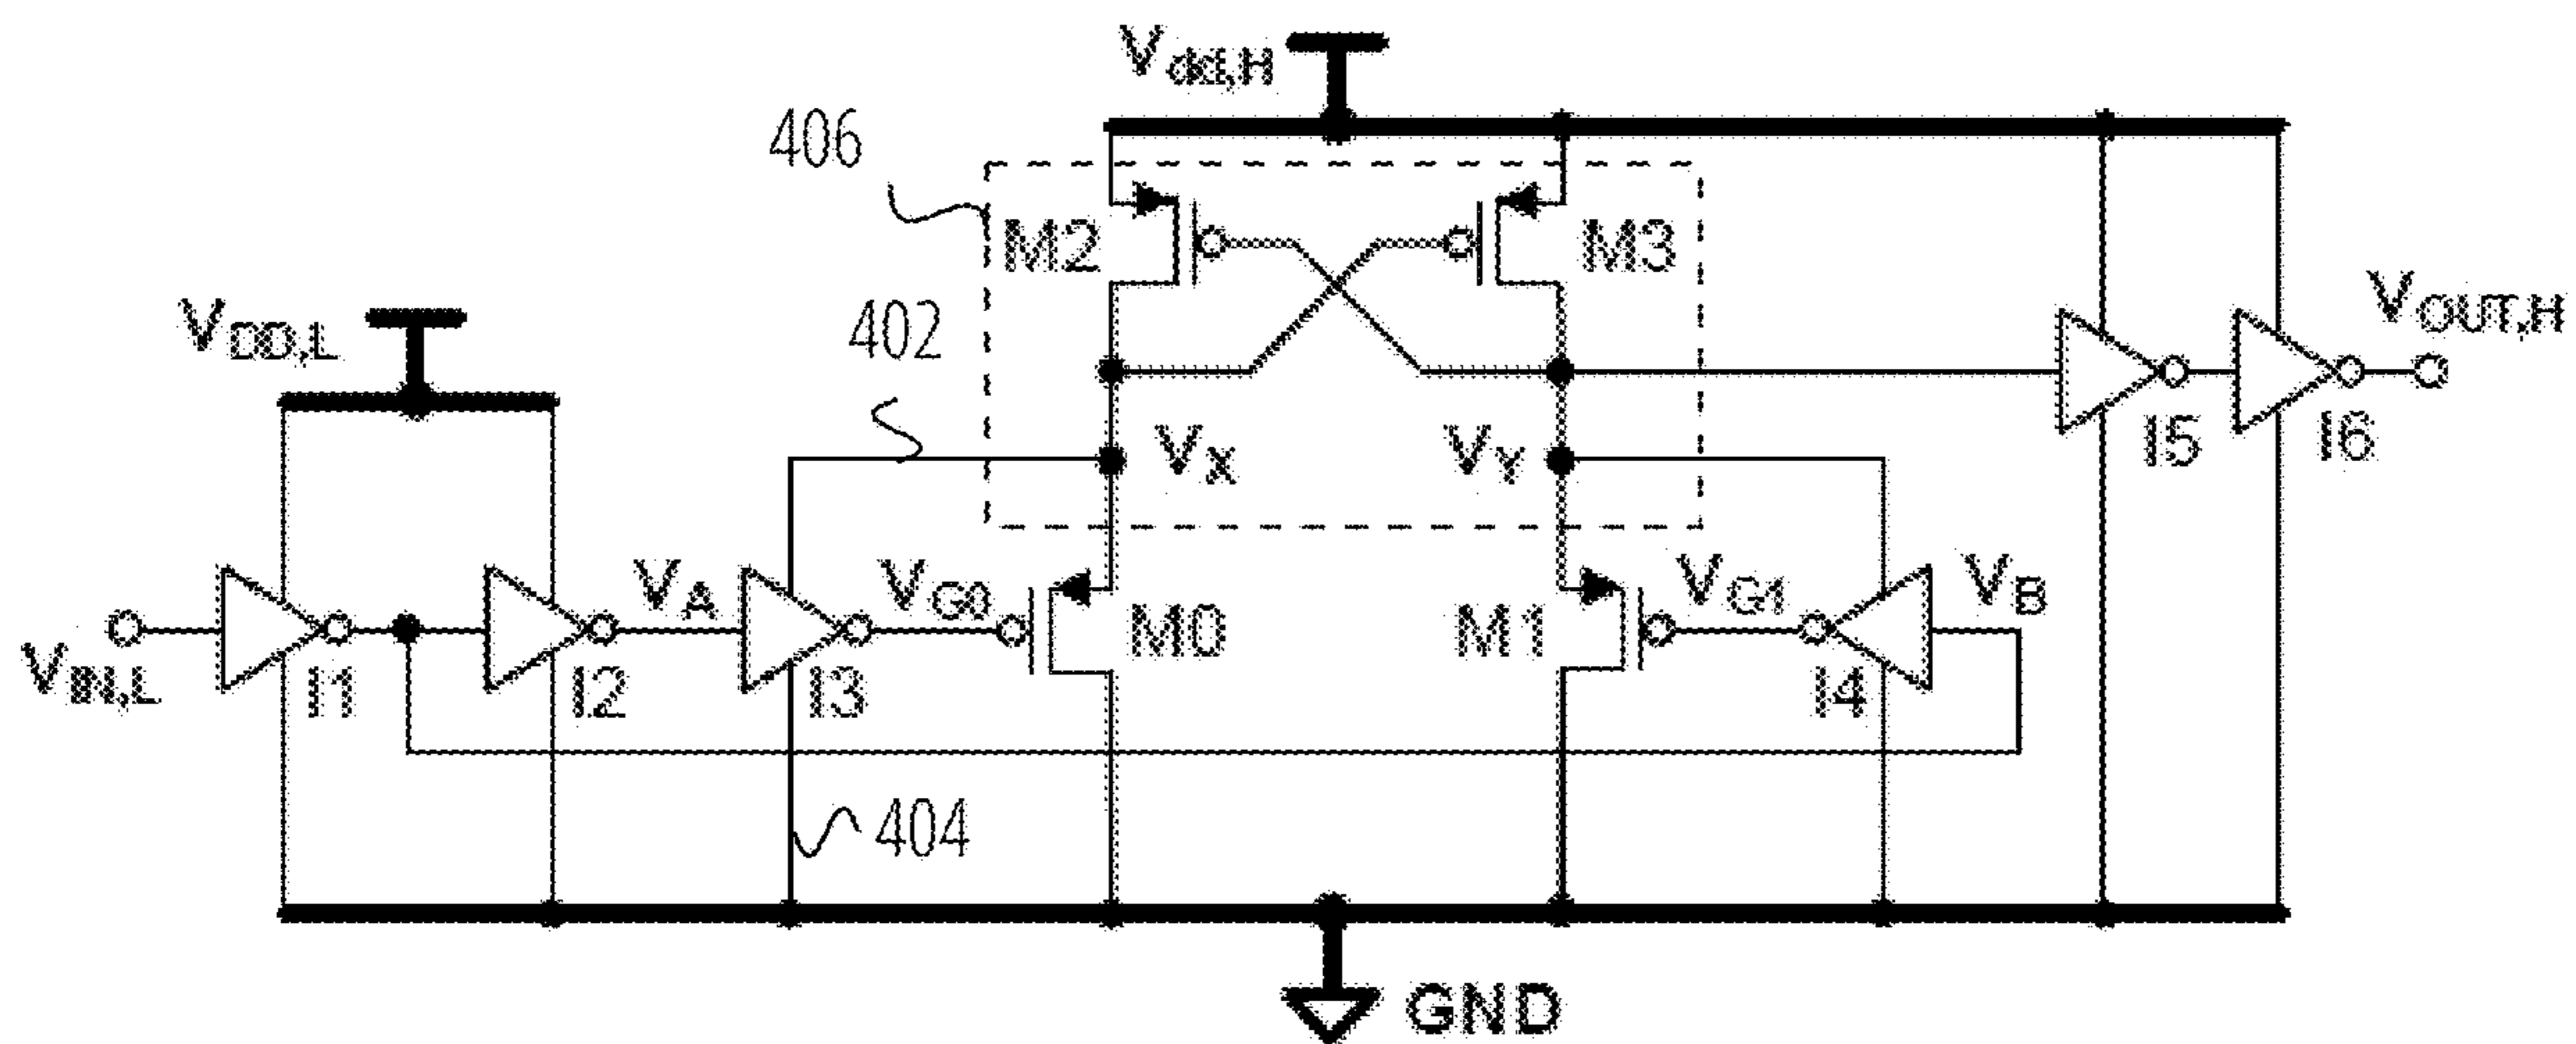 Vdd,H
406
M2
M3
VDD,L
402
VOUT,H
VX
VY
I5
I6
VA
VG0
VG1
VB
VIN,L
M0
M1
I1
I2
I3
I4
404
GND